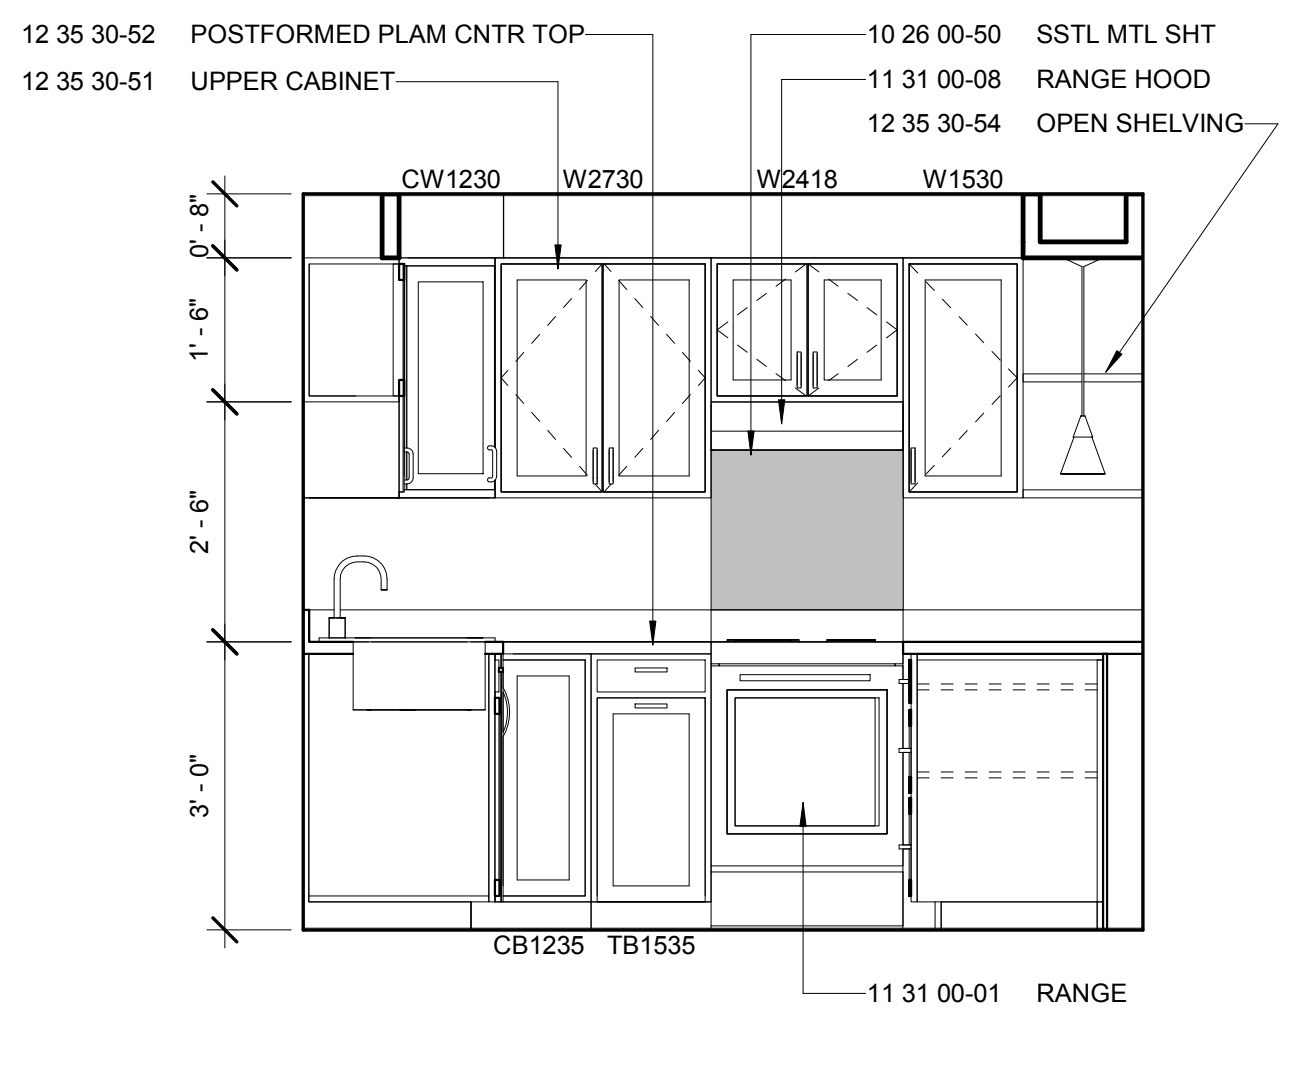 12 35 30-52 POSTFORMED PLAM CNTR TOP
12 35 30-51 UPPER CABINET
10 26 00-50 SSTL MTL SHT
11 31 00-08 RANGE HOOD
12 35 30-54 OPEN SHELVING
CW1230 W2730 W2418 W1530
0' - 8"
1' - 6"
2' - 6"
3' - 0"
CB1235 TB1535
11 31 00-01 RANGE